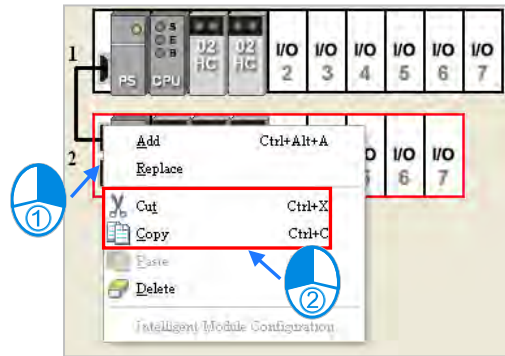 1
PS
CPU
S
E
B
02
HC
02
HC
I/O
2
I/O
3
I/O
4
I/O
5
I/O
6
I/O
7
2
I/O
6
I/O
7
Add Ctrl+Alt+A
Replace
Cut Ctrl+X
Copy Ctrl+C
Paste
Delete
Intelligent Module Configuration
①
②